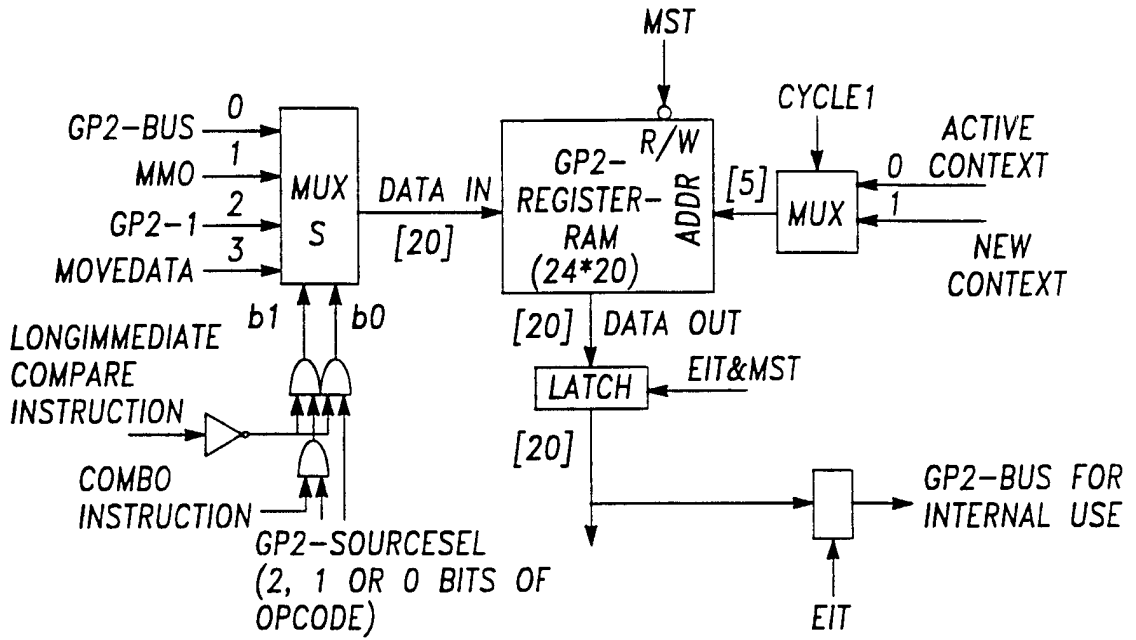 MST
CYCLE1
GP2-BUS 0
MMO 1
GP2-1 2
MOVEDATA 3
MUX
S
DATA IN
[20]
R/W
GP2-
REGISTER-
RAM
(24*20)
ADDR
[5]
MUX
0
1
ACTIVE
CONTEXT
NEW
CONTEXT
b1
b0
[20] DATA OUT
LATCH
EIT&MST
[20]
LONGIMMEDIATE
COMPARE
INSTRUCTION
COMBO
INSTRUCTION
GP2-SOURCESEL
(2, 1 OR 0 BITS OF
OPCODE)
GP2-BUS FOR
INTERNAL USE
EIT